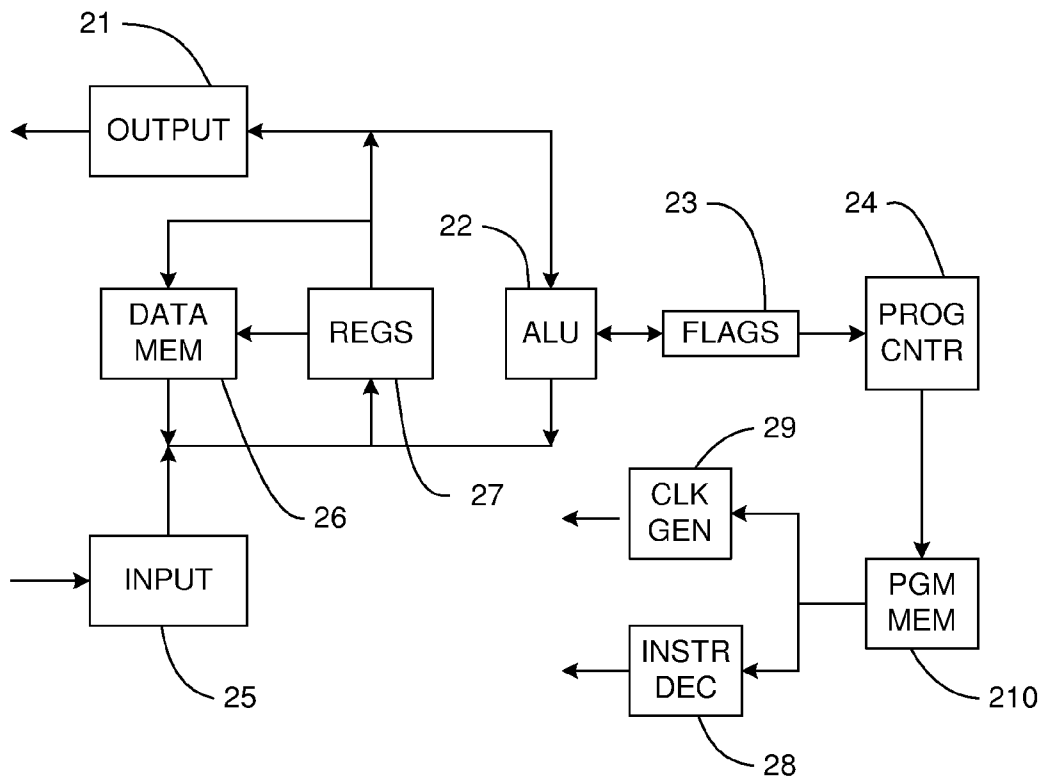 21
OUTPUT
22
23
24
DATA
MEM
REGS
ALU
FLAGS
PROG
CNTR
26
27
29
CLK
GEN
INPUT
PGM
MEM
25
INSTR
DEC
210
28